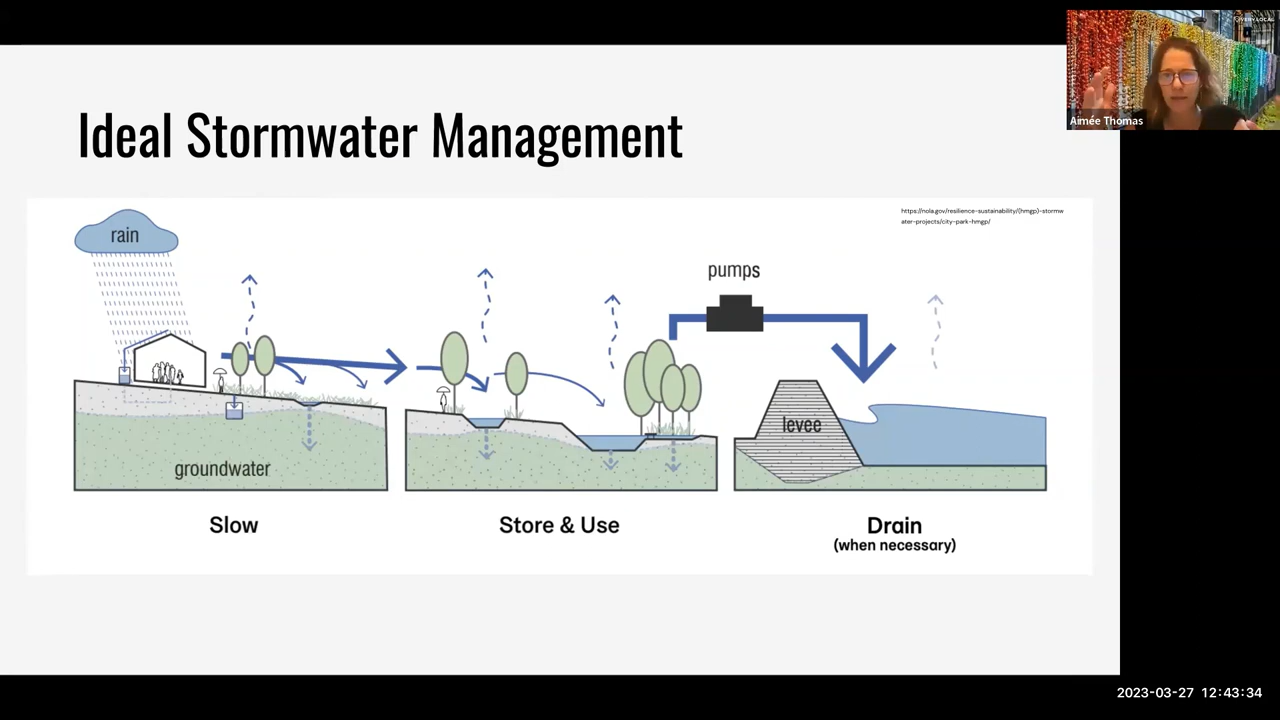 Aimée Thomas
Ideal Stormwater Management
https://nola.gov/resilience-sustainability/(hmgp)-stormw
ater-projects/city-park-hmgp/
rain
pumps
levee
groundwater
Slow
Store & Use
Drain
(when necessary)
2023-03-27 12:43:34